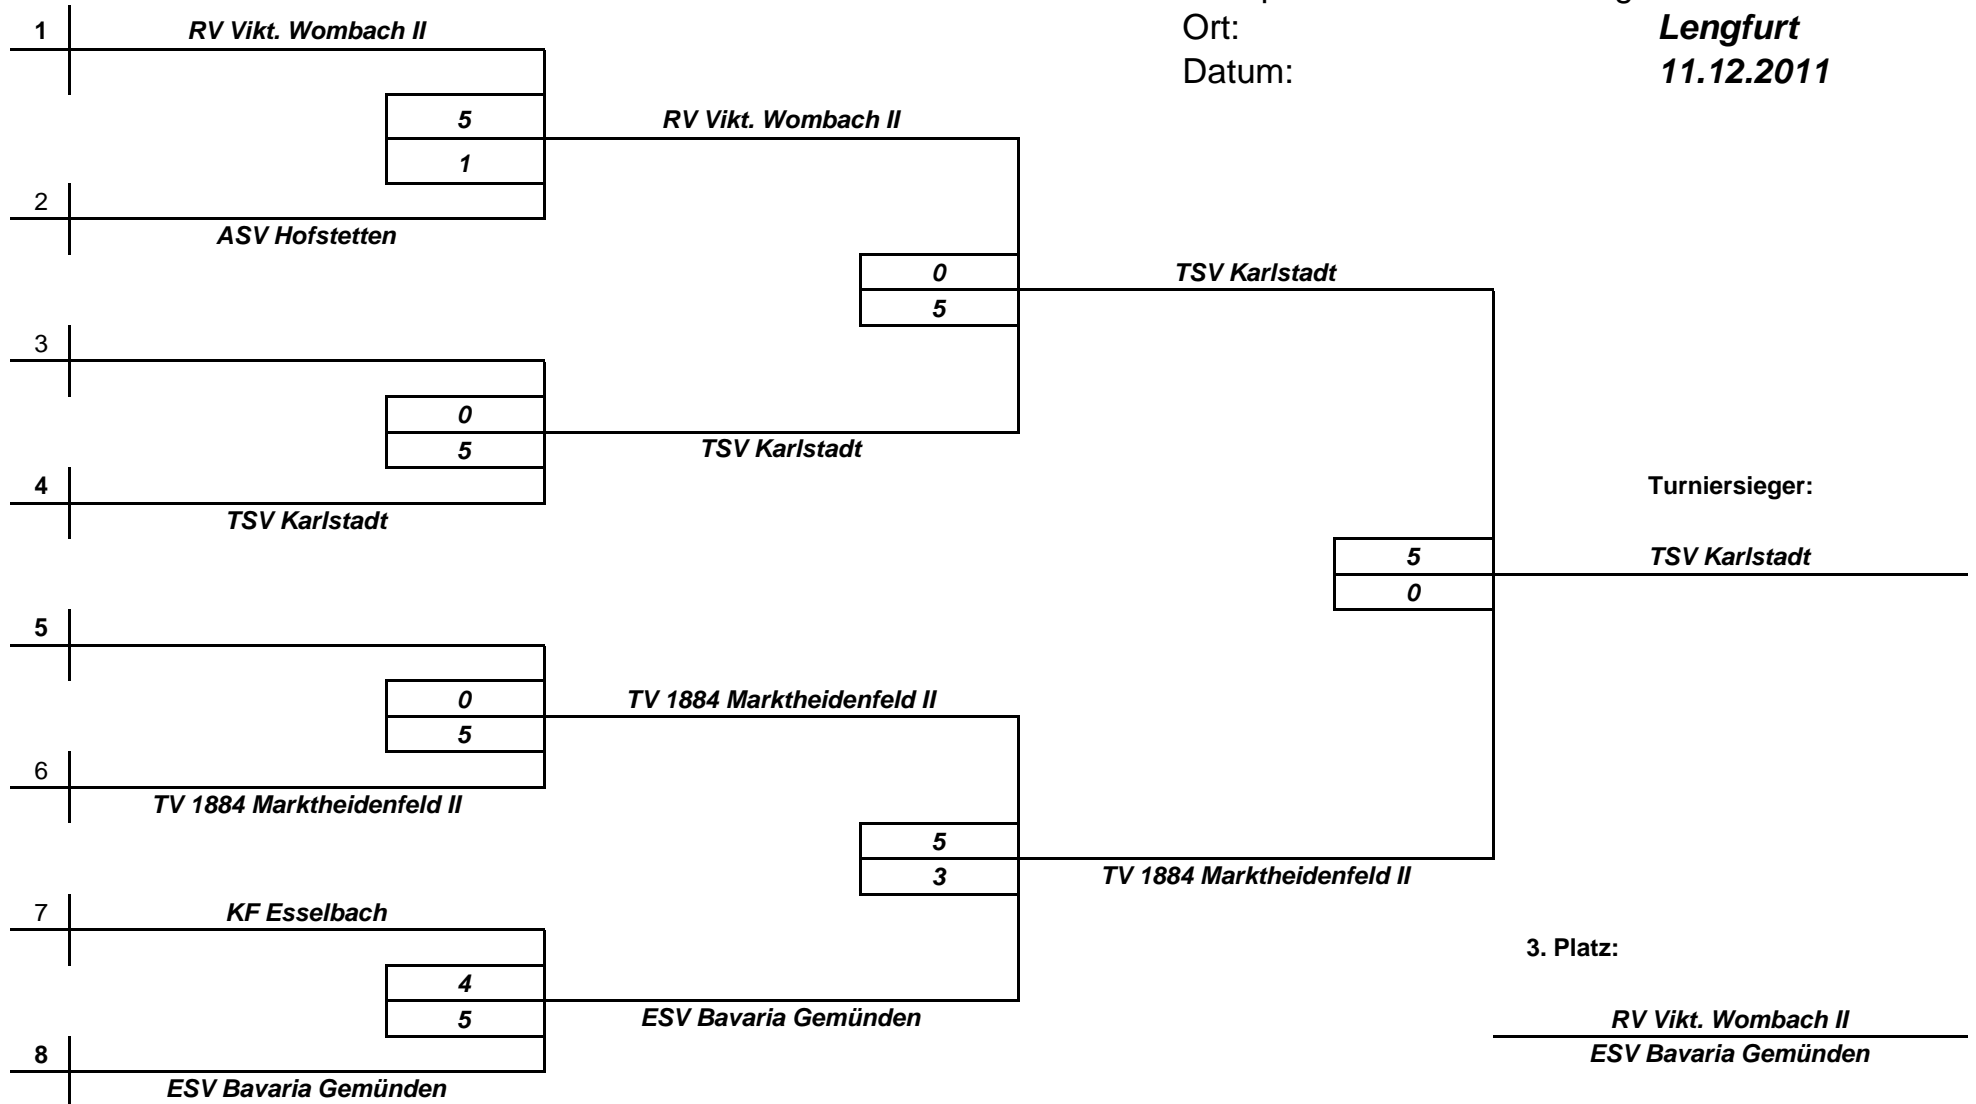 Ort: Lengfurt
Datum: 11.12.2011
1 RV Vikt. Wombach II
5 RV Vikt. Wombach II
1
2
ASV Hofstetten
0 TSV Karlstadt
5
3
0
5 TSV Karlstadt
4 Turniersieger:
TSV Karlstadt
5 TSV Karlstadt
0
5
0 TV 1884 Marktheidenfeld II
5
6
TV 1884 Marktheidenfeld II
5
3 TV 1884 Marktheidenfeld II
7 KF Esselbach
3. Platz:
4
5 ESV Bavaria Gemünden RV Vikt. Wombach II
8 ESV Bavaria Gemünden
ESV Bavaria Gemünden